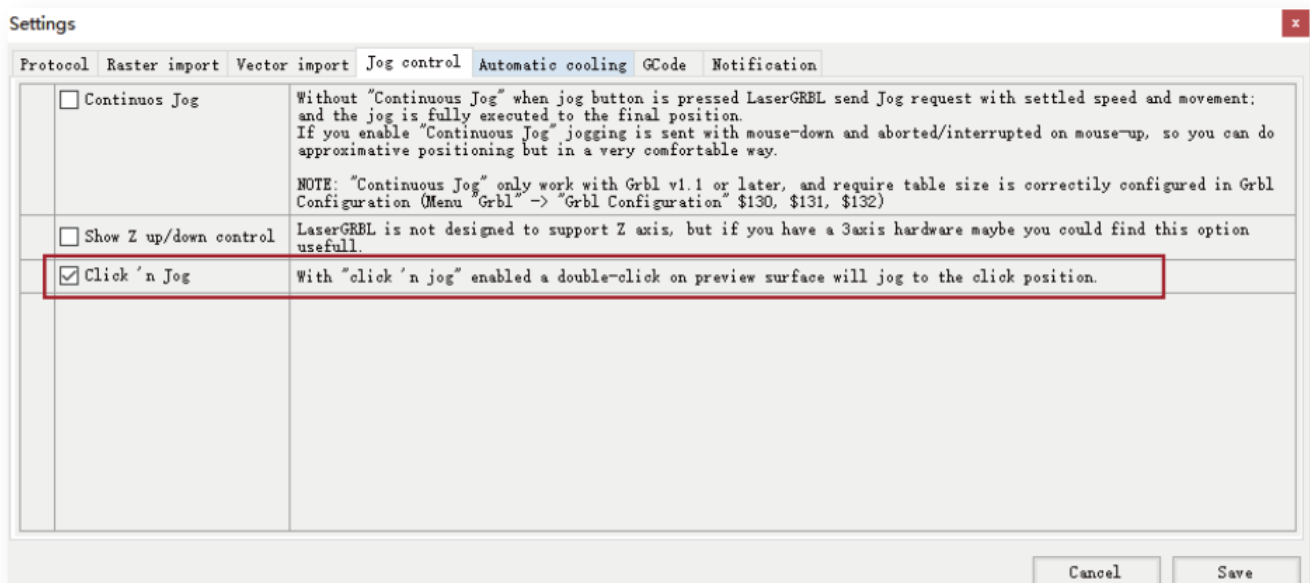 Settings
x
Protocol Raster import Vector import Jog control Automatic cooling GCode Notification
Continuos Jog
Without "Continuous Jog" when jog button is pressed LaserGRBL send Jog request with settled speed and movement;
and the jog is fully executed to the final position.
If you enable "Continuous Jog" jogging is sent with mouse-down and aborted/interrupted on mouse-up, so you can do
approximative positioning but in a very comfortable way.
NOTE: "Continuous Jog" only work with Grbl v1.1 or later, and require table size is correctily configured in Grbl
Configuration (Menu "Grbl" -> "Grbl Configuration" $130, $131, $132)
Show Z up/down control
LaserGRBL is not designed to support Z axis, but if you have a 3axis hardware maybe you could find this option
usefull.
Click 'n Jog
With "click 'n jog" enabled a double-click on preview surface will jog to the click position.
Cancel Save